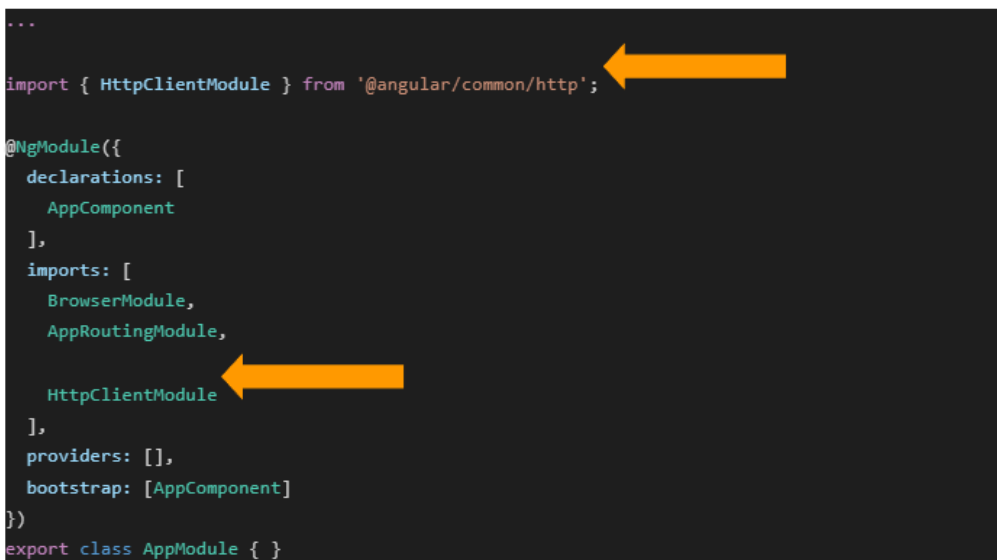 ...
import { HttpClientModule } from '@angular/common/http';
@NgModule({
declarations: [
AppComponent
],
imports: [
BrowserModule,
AppRoutingModule,
HttpClientModule
],
providers: [],
bootstrap: [AppComponent]
})
export class AppModule { }